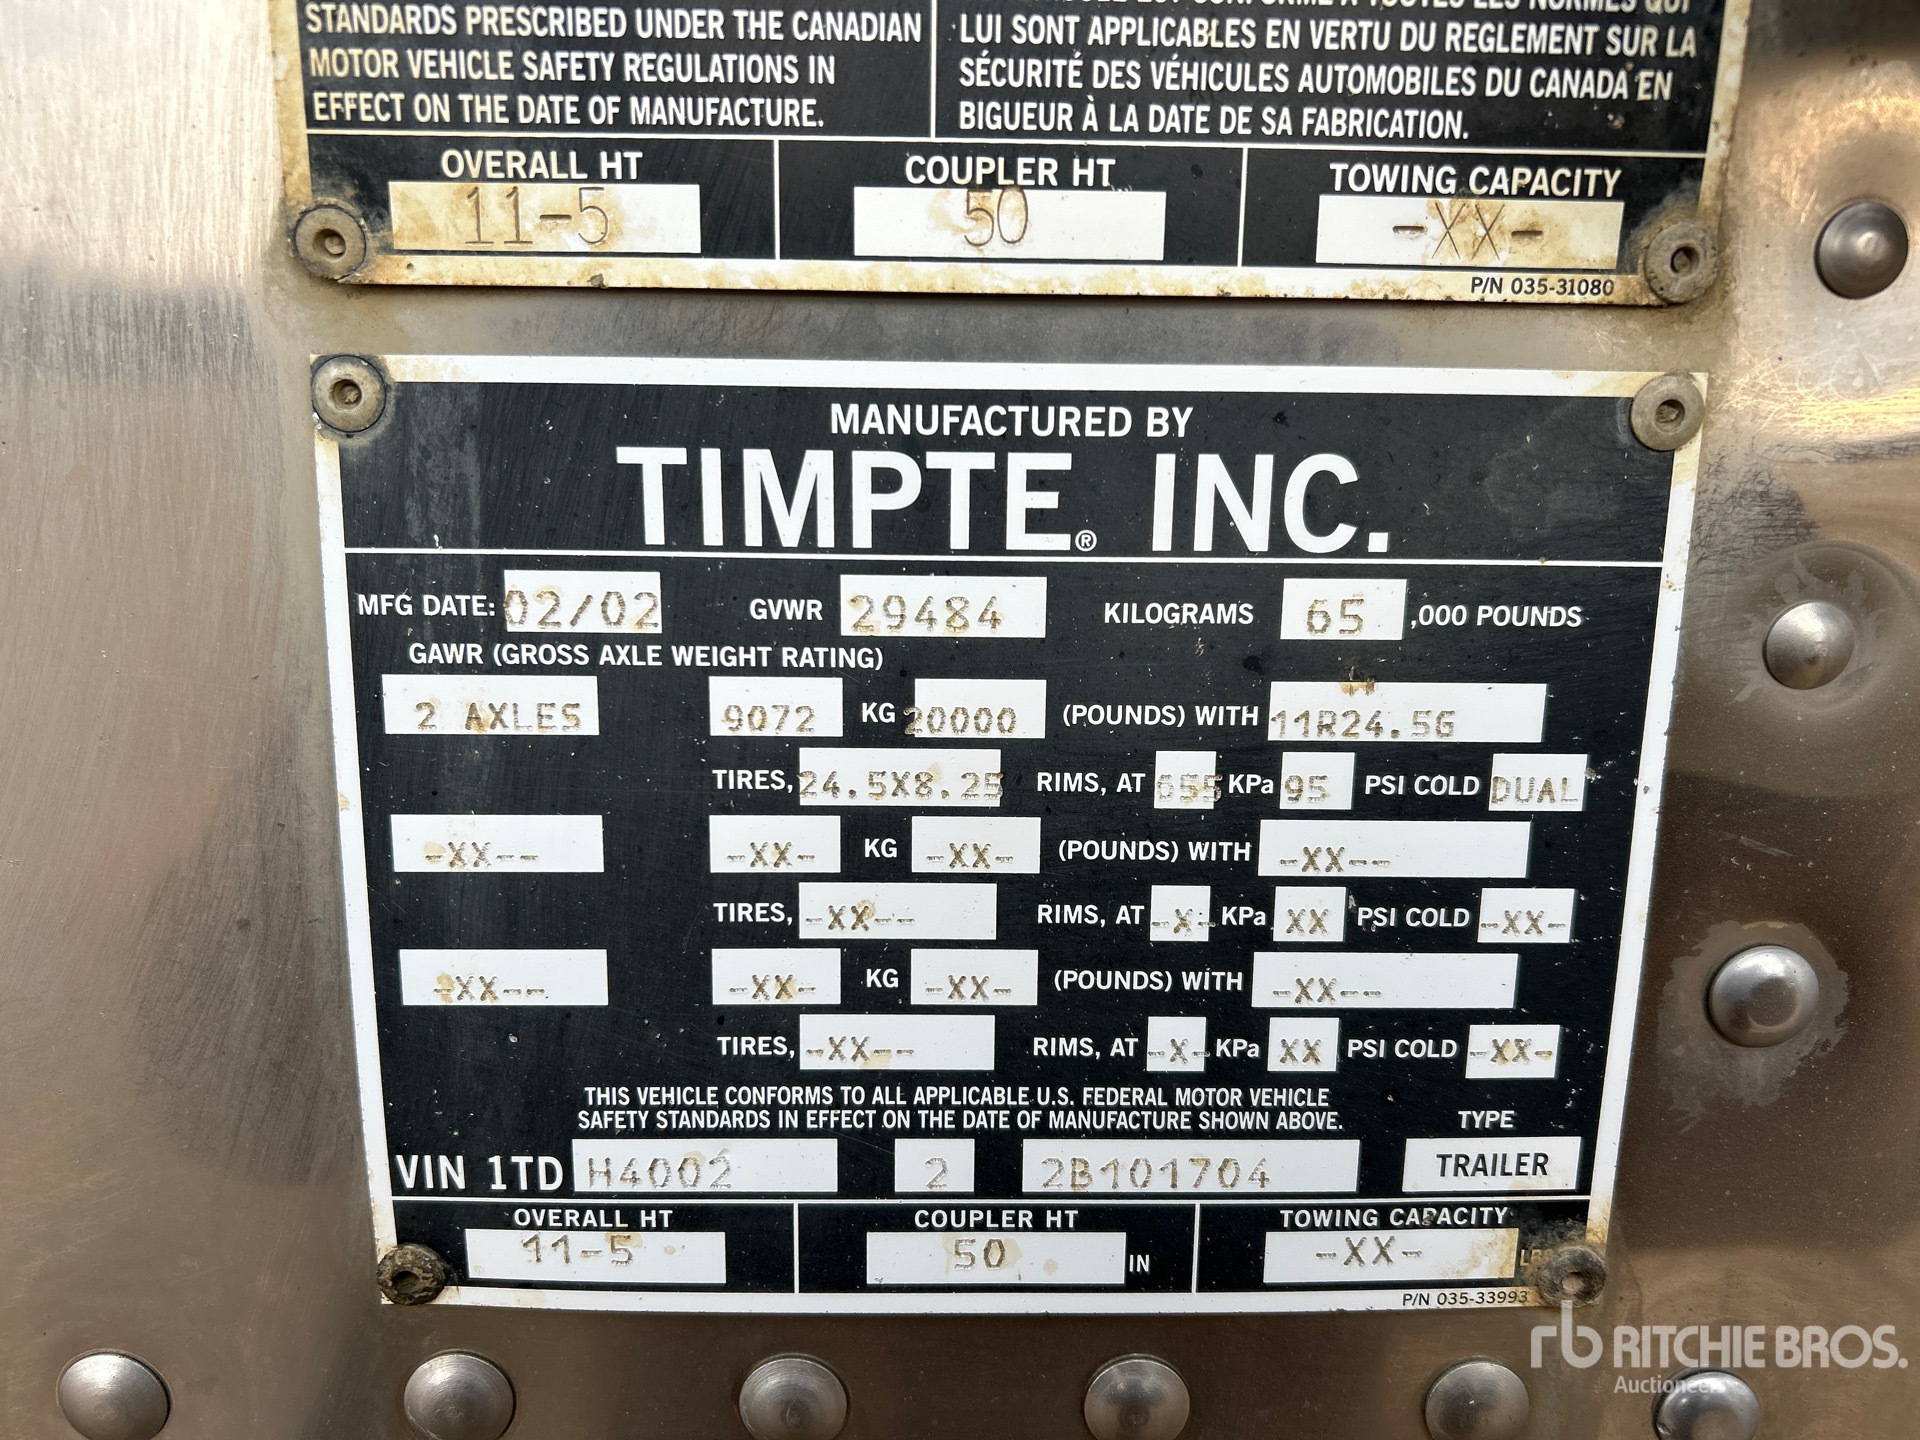 STANDARDS PRESCRIBED UNDER THE CANADIAN
MOTOR VEHICLE SAFETY REGULATIONS IN
EFFECT ON THE DATE OF MANUFACTURE.
NORMES QUI
LUI SONT APPLICABLES EN VERTU DU REGLEMENT SUR LA
SÉCURITÉ DES VÉHICULES AUTOMOBILES DU CANADA EN
BIGUEUR À LA DATE DE SA FABRICATION.
OVERALL HT COUPLER HT TOWING CAPACITY
11-5 50 -XX-
P/N 035-31080
MANUFACTURED BY
TIMPTE® INC.
MFG DATE: 02/02 GVWR 29484 KILOGRAMS 65 ,000 POUNDS
GAWR (GROSS AXLE WEIGHT RATING)
2 AXLES 9072 KG 20000 (POUNDS) WITH 11R24.5G
TIRES, 24.5X8.25 RIMS, AT 655 KPa 95 PSI COLD DUAL
-XX-- -XX- KG -XX- (POUNDS) WITH -XX--
TIRES, -XX-- RIMS, AT -X- KPa XX PSI COLD -XX-
-XX-- -XX- KG -XX- (POUNDS) WITH -XX--
TIRES, -XX-- RIMS, AT -X- KPa XX PSI COLD -XX-
THIS VEHICLE CONFORMS TO ALL APPLICABLE U.S. FEDERAL MOTOR VEHICLE
SAFETY STANDARDS IN EFFECT ON THE DATE OF MANUFACTURE SHOWN ABOVE. TYPE
VIN 1TD H4002 2 2B101704 TRAILER
OVERALL HT COUPLER HT TOWING CAPACITY
11-5 50 IN -XX-
P/N 035-33993
rb RITCHIE BROS.
Auctioneers